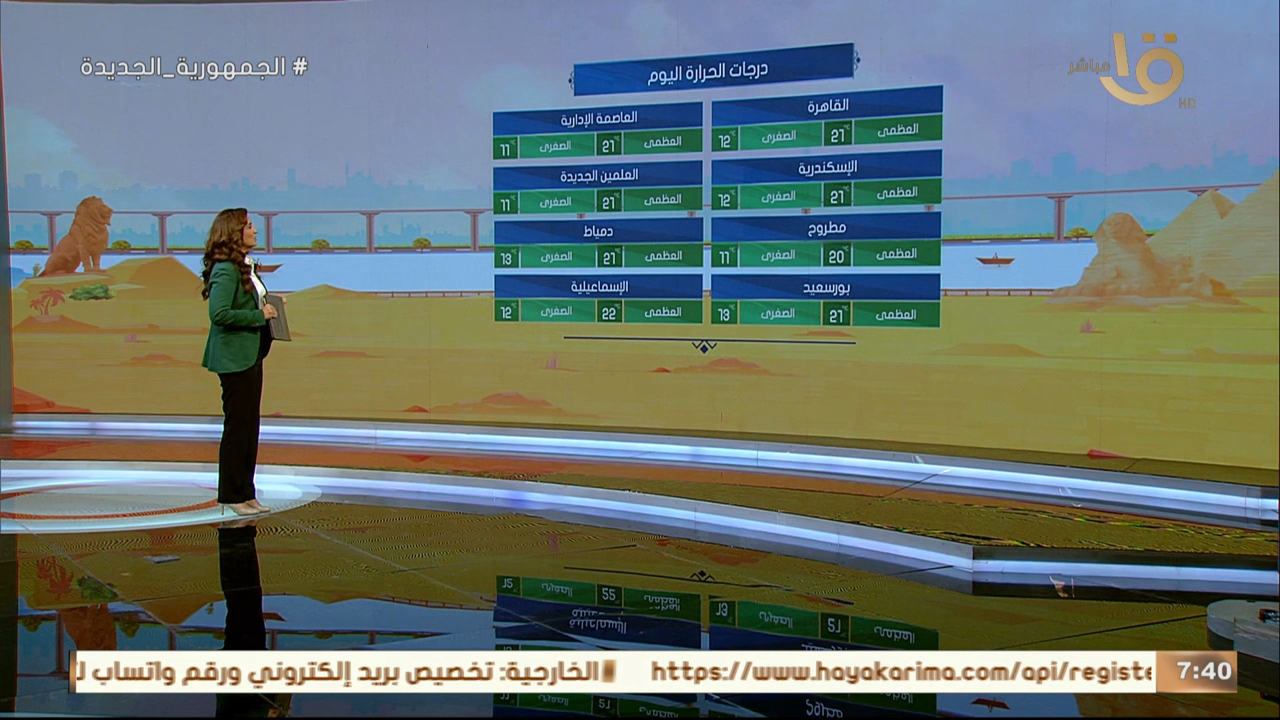 # الجمهورية_الجديدة
مباشر
HD
درجات الحرارة اليوم
القاهرة
العظمى 21°c الصغرى 12°c
العاصمة الإدارية
العظمى 21°c الصغرى 11°c
الإسكندرية
العظمى 21°c الصغرى 12°c
العلمين الجديدة
العظمى 21°c الصغرى 11°c
مطروح
العظمى 20°c الصغرى 11°c
دمياط
العظمى 21°c الصغرى 13°c
بورسعيد
العظمى 21°c الصغرى 13°c
الإسماعيلية
العظمى 22°c الصغرى 12°c
7:40
https://www.hayakarima.com/api/registe
الخارجية: تخصيص بريد إلكتروني ورقم واتساب